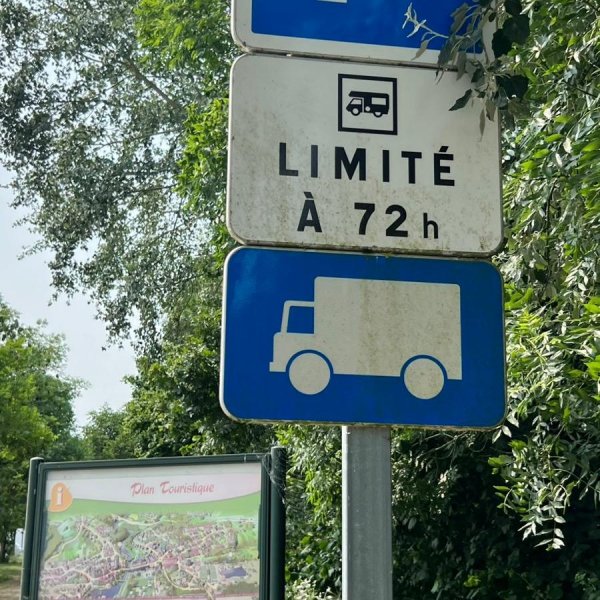 LIMITÉ
À 72 h
i
Plan Touristique